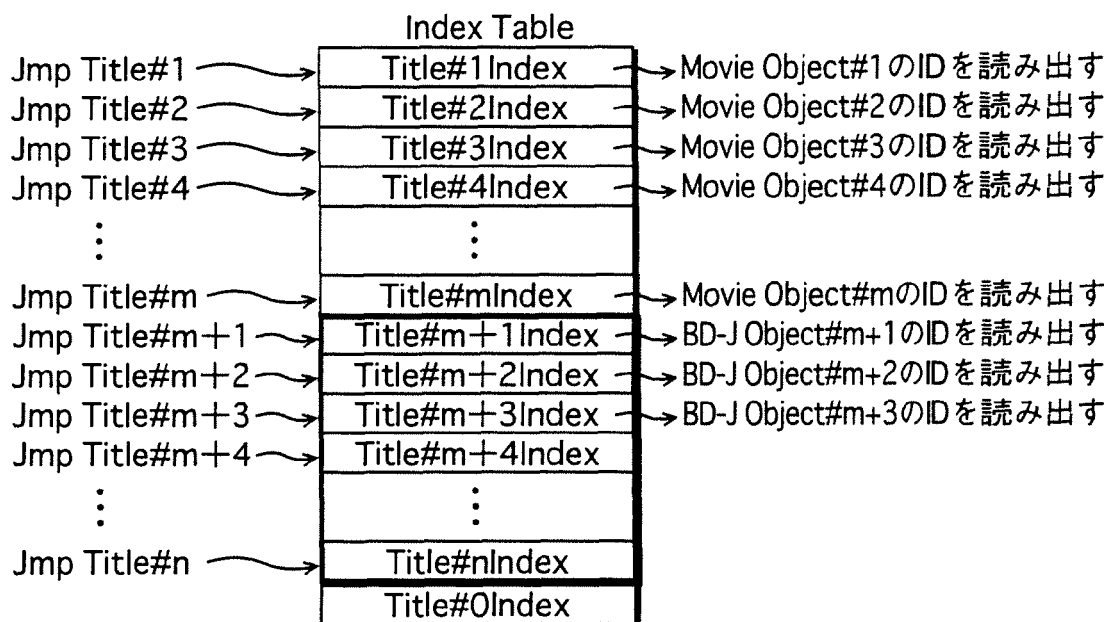 Index Table
Jmp Title#1 Title#1Index Movie Object#1のIDを読み出す
Jmp Title#2 Title#2Index Movie Object#2のIDを読み出す
Jmp Title#3 Title#3Index Movie Object#3のIDを読み出す
Jmp Title#4 Title#4Index Movie Object#4のIDを読み出す
⋮ ⋮
Jmp Title#m Title#mIndex Movie Object#mのIDを読み出す
Jmp Title#m+1 Title#m+1Index BD-J Object#m+1のIDを読み出す
Jmp Title#m+2 Title#m+2Index BD-J Object#m+2のIDを読み出す
Jmp Title#m+3 Title#m+3Index BD-J Object#m+3のIDを読み出す
Jmp Title#m+4 Title#m+4Index
⋮ ⋮
Jmp Title#n Title#nIndex
Title#0Index